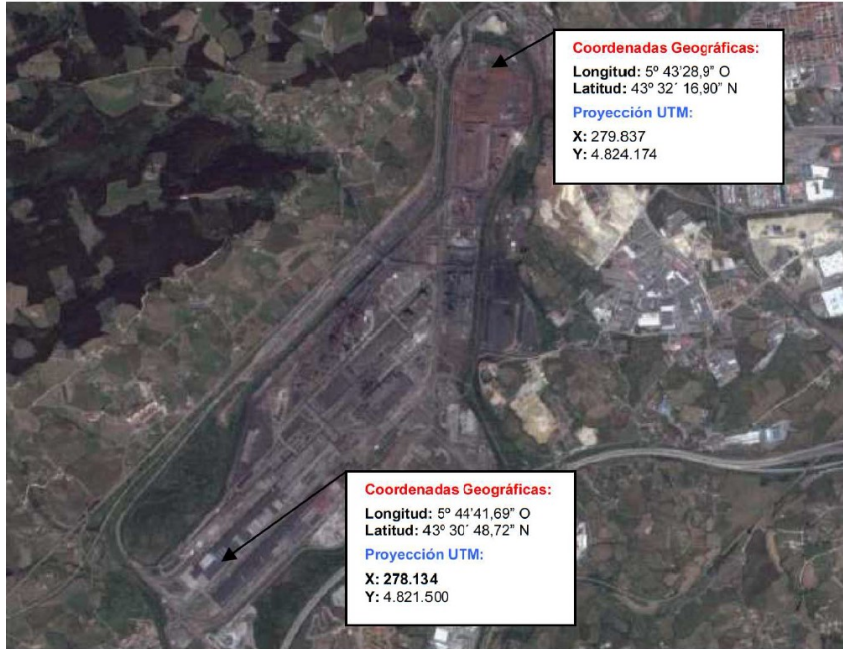 Coordenadas Geográficas:
Longitud: 5º 43'28,9" O
Latitud: 43º 32´ 16,90" N
Proyección UTM:
X: 279.837
Y: 4.824.174
Coordenadas Geográficas:
Longitud: 5º 44'41,69" O
Latitud: 43º 30´ 48,72" N
Proyección UTM:
X: 278.134
Y: 4.821.500